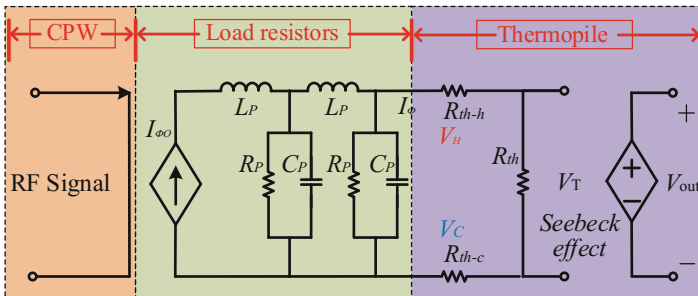 CPW
Load resistors
Thermopile
L_P
L_P
I_Φ
R_th-h
V_H
+
I_ΦO
R_P
C_P
R_P
C_P
R_th
RF Signal
V_T
+
−
V_out
V_C
Seebeck
effect
R_th-c
−